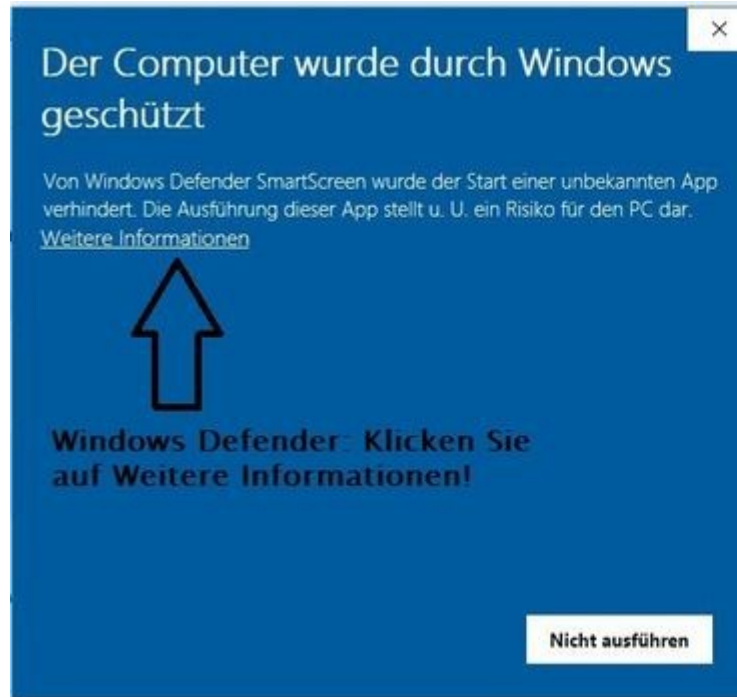 Der Computer wurde durch Windows
geschützt
Von Windows Defender SmartScreen wurde der Start einer unbekannten App
verhindert. Die Ausführung dieser App stellt u. U. ein Risiko für den PC dar.
Weitere Informationen
Windows Defender: Klicken Sie
auf Weitere Informationen!
Nicht ausführen